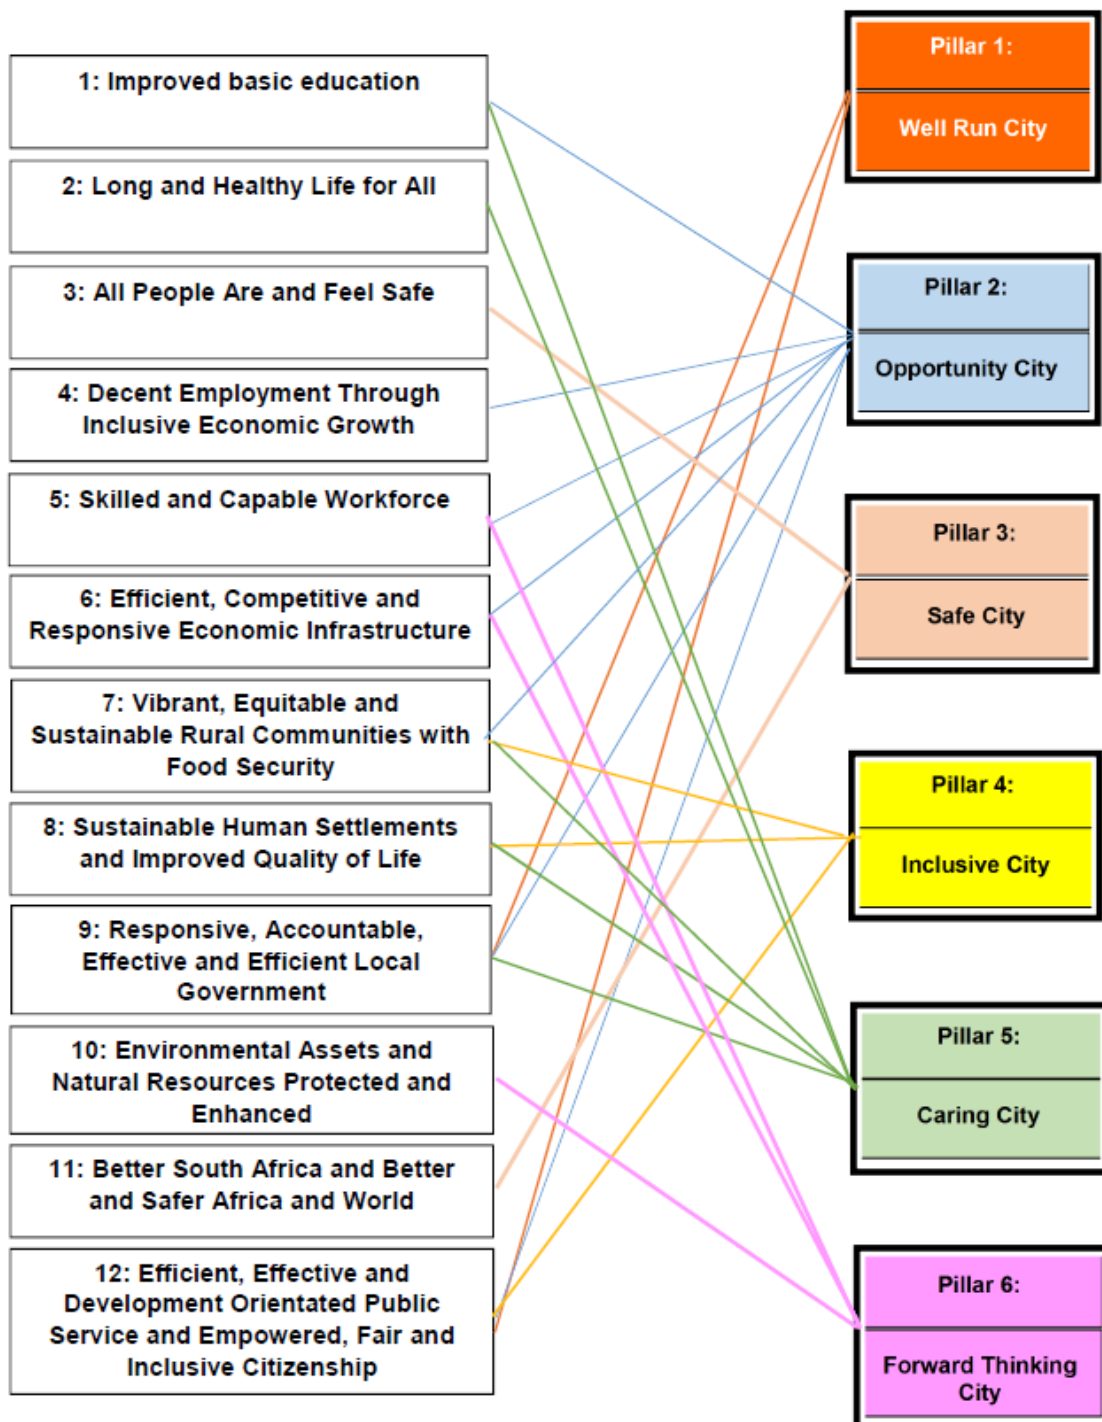 1: Improved basic education
2: Long and Healthy Life for All
3: All People Are and Feel Safe
4: Decent Employment Through
Inclusive Economic Growth
5: Skilled and Capable Workforce
6: Efficient, Competitive and
Responsive Economic Infrastructure
7: Vibrant, Equitable and
Sustainable Rural Communities with
Food Security
8: Sustainable Human Settlements
and Improved Quality of Life
9: Responsive, Accountable,
Effective and Efficient Local
Government
10: Environmental Assets and
Natural Resources Protected and
Enhanced
11: Better South Africa and Better
and Safer Africa and World
12: Efficient, Effective and
Development Orientated Public
Service and Empowered, Fair and
Inclusive Citizenship
Pillar 1:
Well Run City
Pillar 2:
Opportunity City
Pillar 3:
Safe City
Pillar 4:
Inclusive City
Pillar 5:
Caring City
Pillar 6:
Forward Thinking
City